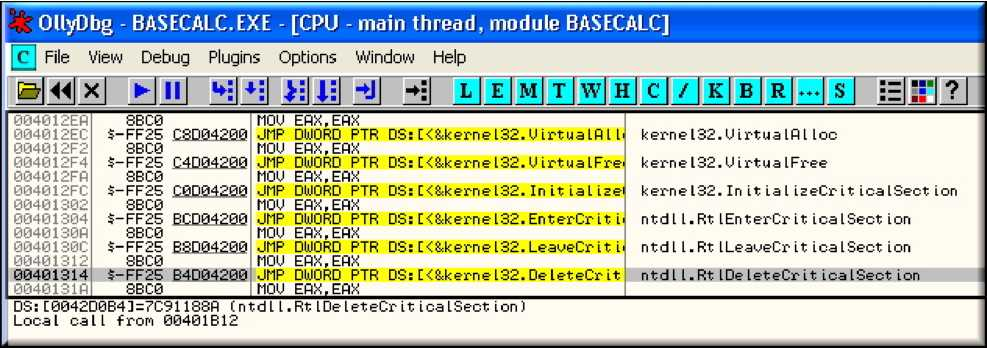 OllyDbg - BASECALC.EXE - [CPU - main thread, module BASECALC]
C File View Debug Plugins Options Window Help
L E M T W H C / K B R ... S ?
004012EA 8BC0 MOV EAX,EAX
004012EC $-FF25 C8D04200 JMP DWORD PTR DS:[<&kernel32.VirtualAll kernel32.VirtualAlloc
004012F2 8BC0 MOV EAX,EAX
004012F4 $-FF25 C4D04200 JMP DWORD PTR DS:[<&kernel32.VirtualFre kernel32.VirtualFree
004012FA 8BC0 MOV EAX,EAX
004012FC $-FF25 C0D04200 JMP DWORD PTR DS:[<&kernel32.Initialize kernel32.InitializeCriticalSection
00401302 8BC0 MOV EAX,EAX
00401304 $-FF25 BCD04200 JMP DWORD PTR DS:[<&kernel32.EnterCriti ntdll.RtlEnterCriticalSection
0040130A 8BC0 MOV EAX,EAX
0040130C $-FF25 B8D04200 JMP DWORD PTR DS:[<&kernel32.LeaveCriti ntdll.RtlLeaveCriticalSection
00401312 8BC0 MOV EAX,EAX
00401314 $-FF25 B4D04200 JMP DWORD PTR DS:[<&kernel32.DeleteCrit ntdll.RtlDeleteCriticalSection
0040131A 8BC0 MOV EAX,EAX
DS:[0042D0B4]=7C91188A (ntdll.RtlDeleteCriticalSection)
Local call from 00401B12